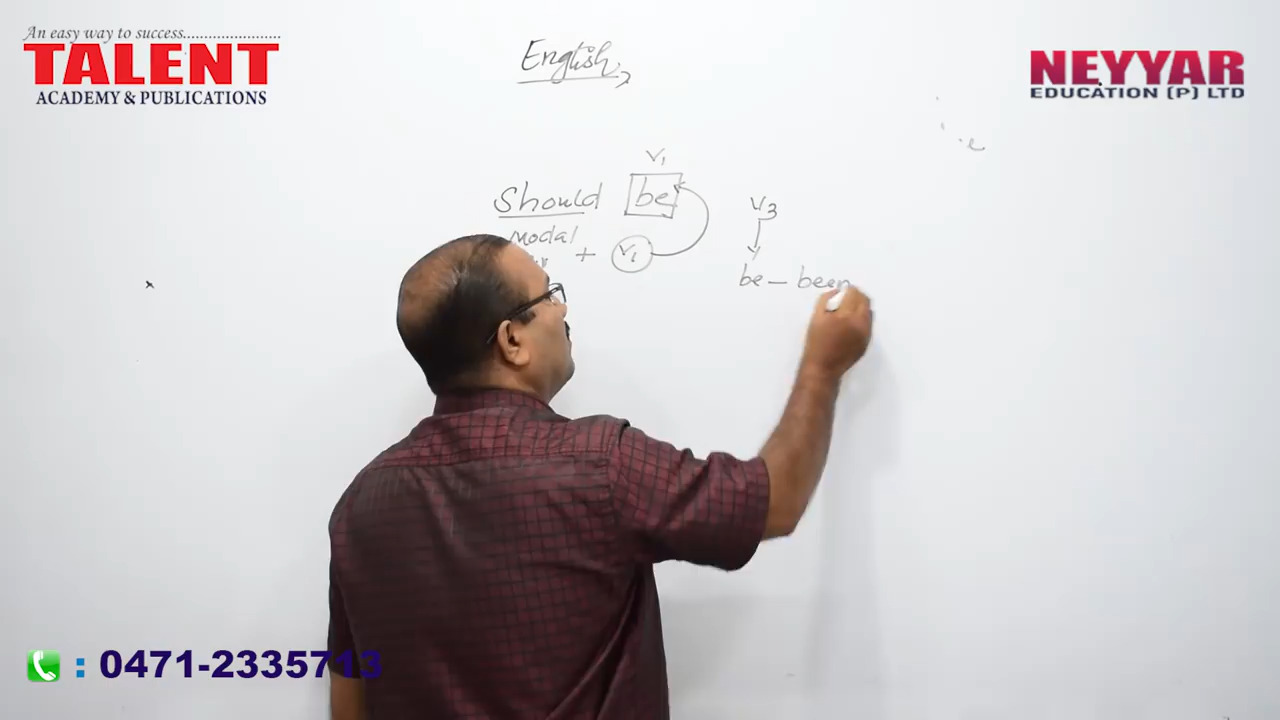 An easy way to success........................
TALENT
ACADEMY & PUBLICATIONS
NEYYAR
EDUCATION (P) LTD
English
V1
Should be
modal
+ V1
V3
be - been
: 0471-2335713